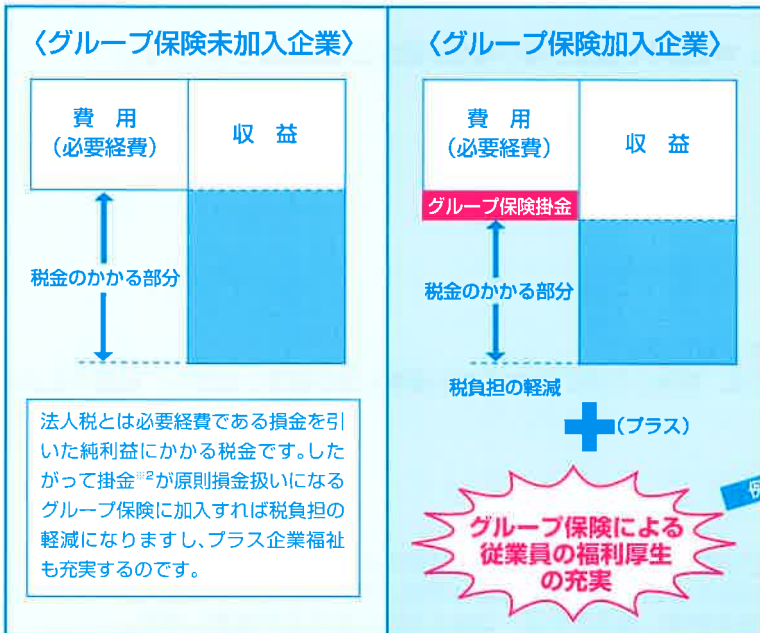 〈グループ保険未加入企業〉
費　用
(必要経費)
収　益
税金のかかる部分
法人税とは必要経費である損金を引
いた純利益にかかる税金です。した
がって掛金※2が原則損金扱いになる
グループ保険に加入すれば税負担の
軽減になりますし、プラス企業福祉
も充実するのです。
〈グループ保険加入企業〉
費　用
(必要経費)
収　益
グループ保険掛金
税金のかかる部分
税負担の軽減
(プラス)
グループ保険による
従業員の福利厚生
の充実